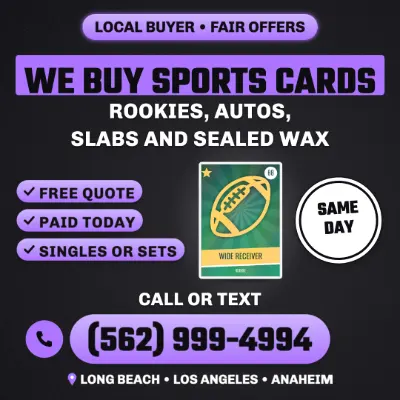 LOCAL BUYER • FAIR OFFERS
WE BUY SPORTS CARDS
ROOKIES, AUTOS,
SLABS AND SEALED WAX
FREE QUOTE
PAID TODAY
SINGLES OR SETS
WIDE RECEIVER
SAME
DAY
CALL OR TEXT
(562) 999-4994
LONG BEACH • LOS ANGELES • ANAHEIM